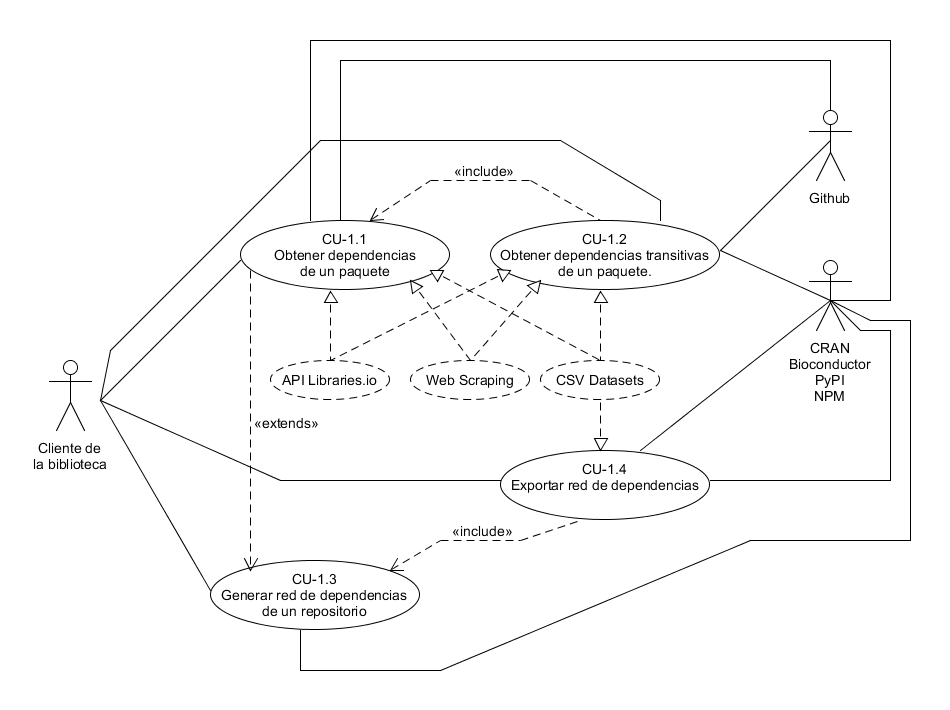 «include»
Github
CU-1.1
Obtener dependencias
de un paquete
CU-1.2
Obtener dependencias transitivas
de un paquete.
CRAN
Bioconductor
PyPI
NPM
API Libraries.io
Web Scraping
CSV Datasets
«extends»
Cliente de
la biblioteca
CU-1.4
Exportar red de dependencias
«include»
CU-1.3
Generar red de dependencias
de un repositorio